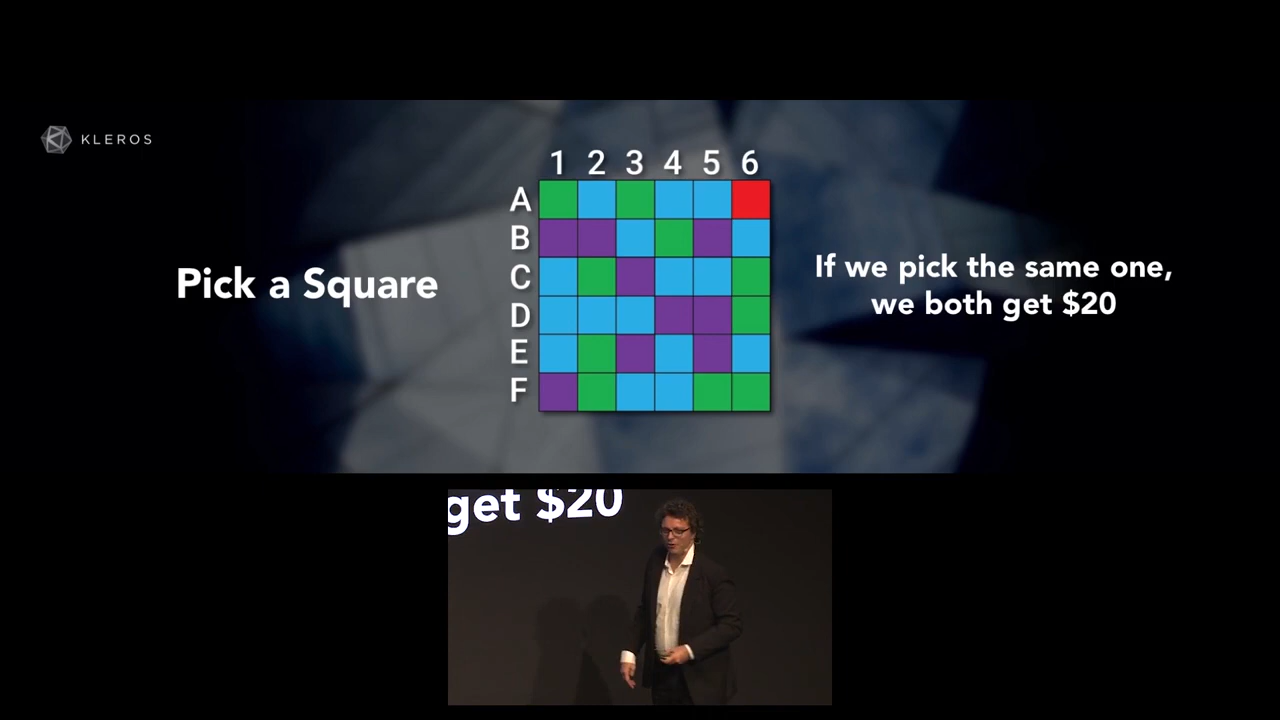 KLEROS
1 2 3 4 5 6
A
B
C
D
E
F
Pick a Square
If we pick the same one,
we both get $20
get $20